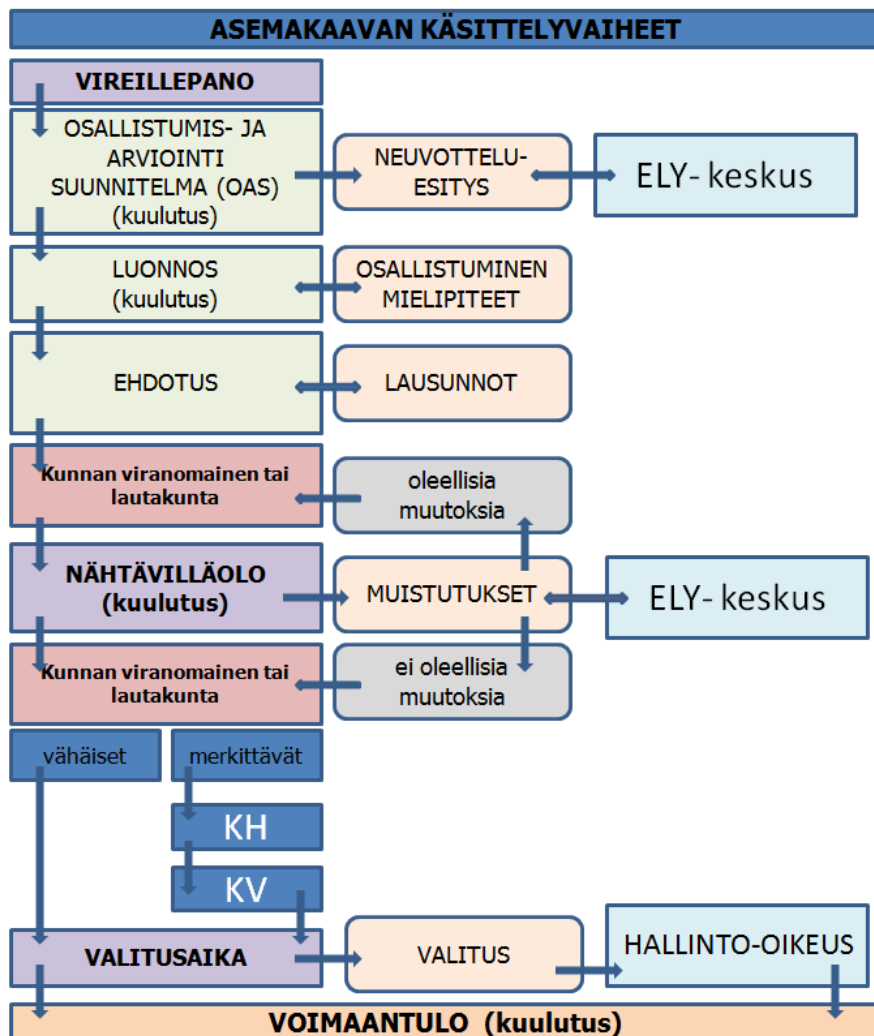 ASEMAKAAVAN KÄSITTELYVAIHEET
VIREILLEPANO
OSALLISTUMIS- JA
ARVIOINTI
SUUNNITELMA (OAS)
(kuulutus)
NEUVOTTELU-
ESITYS
ELY- keskus
LUONNOS
(kuulutus)
OSALLISTUMINEN
MIELIPITEET
EHDOTUS
LAUSUNNOT
Kunnan viranomainen tai
lautakunta
oleellisia
muutoksia
NÄHTÄVILLÄOLO
(kuulutus)
MUISTUTUKSET
ELY- keskus
Kunnan viranomainen tai
lautakunta
ei oleellisia
muutoksia
vähäiset
merkittävät
KH
KV
VALITUSAIKA
VALITUS
HALLINTO-OIKEUS
VOIMAANTULO (kuulutus)